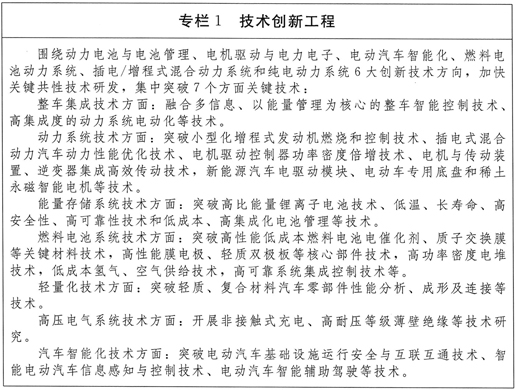 专栏1 技术创新工程
围绕动力电池与电池管理、电机驱动与电力电子、电动汽车智能化、燃料电
池动力系统、插电/增程式混合动力系统和纯电动力系统6大创新技术方向，加快
关键共性技术研发，集中突破7个方面关键技术：
整车集成技术方面：融合多信息、以能量管理为核心的整车智能控制技术、
高集成度的动力系统电动化等技术。
动力系统技术方面：突破小型化增程式发动机燃烧和控制技术、插电式混合
动力汽车动力性能优化技术、电机驱动控制器功率密度倍增技术、电机与传动装
置、逆变器集成高效传动技术，新能源汽车电驱动模块、电动车专用底盘和稀土
永磁智能电机等技术。
能量存储系统技术方面：突破高比能量锂离子电池技术、低温、长寿命、高
安全性、高可靠性技术和低成本、高集成化电池管理等技术。
燃料电池系统技术方面：突破高性能低成本燃料电池电催化剂、质子交换膜
等关键材料技术，高性能膜电极、轻质双极板等核心部件技术，高功率密度电堆
技术，低成本氢气、空气供给技术，高可靠系统集成控制技术等。
轻量化技术方面：突破轻质、复合材料汽车零部件性能分析、成形及连接等
技术。
高压电气系统技术方面：开展非接触式充电、高耐压等级薄壁绝缘等技术研
究。
汽车智能化技术方面：突破电动汽车基础设施运行安全与互联互通技术、智
能电动汽车信息感知与控制技术、电动汽车智能辅助驾驶等技术。